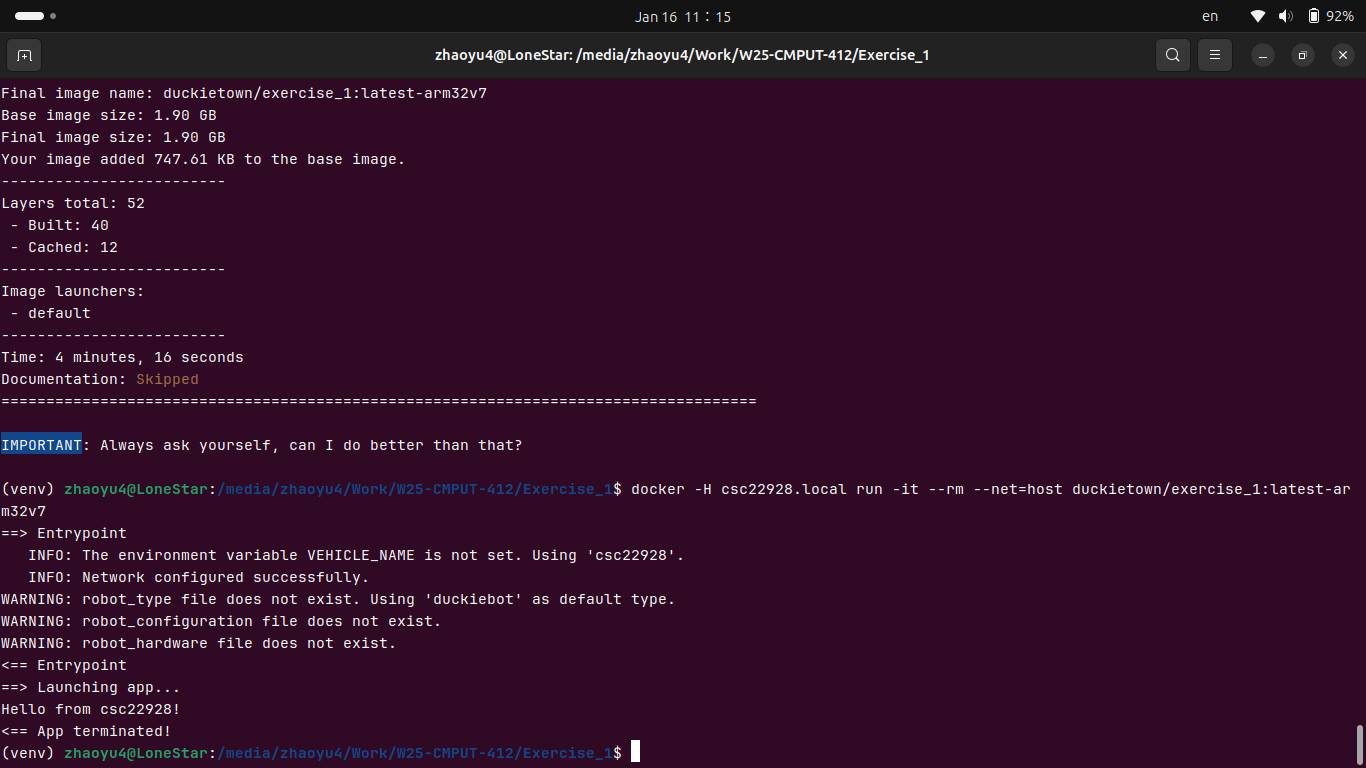 Jan 16 11：15
en
92%
zhaoyu4@LoneStar: /media/zhaoyu4/Work/W25-CMPUT-412/Exercise_1
Final image name: duckietown/exercise_1:latest-arm32v7
Base image size: 1.90 GB
Final image size: 1.90 GB
Your image added 747.61 KB to the base image.
-------------------------
Layers total: 52
 - Built: 40
 - Cached: 12
-------------------------
Image launchers:
 - default
-------------------------
Time: 4 minutes, 16 seconds
Documentation: Skipped
====================================================================================

IMPORTANT: Always ask yourself, can I do better than that?

(venv) zhaoyu4@LoneStar:/media/zhaoyu4/Work/W25-CMPUT-412/Exercise_1$ docker -H csc22928.local run -it --rm --net=host duckietown/exercise_1:latest-ar
m32v7
==> Entrypoint
   INFO: The environment variable VEHICLE_NAME is not set. Using 'csc22928'.
   INFO: Network configured successfully.
WARNING: robot_type file does not exist. Using 'duckiebot' as default type.
WARNING: robot_configuration file does not exist.
WARNING: robot_hardware file does not exist.
<== Entrypoint
==> Launching app...
Hello from csc22928!
<== App terminated!
(venv) zhaoyu4@LoneStar:/media/zhaoyu4/Work/W25-CMPUT-412/Exercise_1$